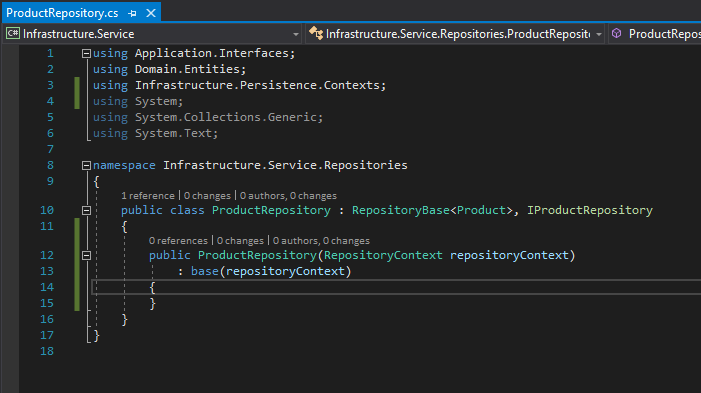 ProductRepository.cs
C# Infrastructure.Service Infrastructure.Service.Repositories.ProductReposito ProductRepos
1 using Application.Interfaces;
2 using Domain.Entities;
3 using Infrastructure.Persistence.Contexts;
4 using System;
5 using System.Collections.Generic;
6 using System.Text;
7
8 namespace Infrastructure.Service.Repositories
9 {
1 reference | 0 changes | 0 authors, 0 changes
10 public class ProductRepository : RepositoryBase<Product>, IProductRepository
11 {
0 references | 0 changes | 0 authors, 0 changes
12 public ProductRepository(RepositoryContext repositoryContext)
13 : base(repositoryContext)
14 {
15 }
16 }
17 }
18